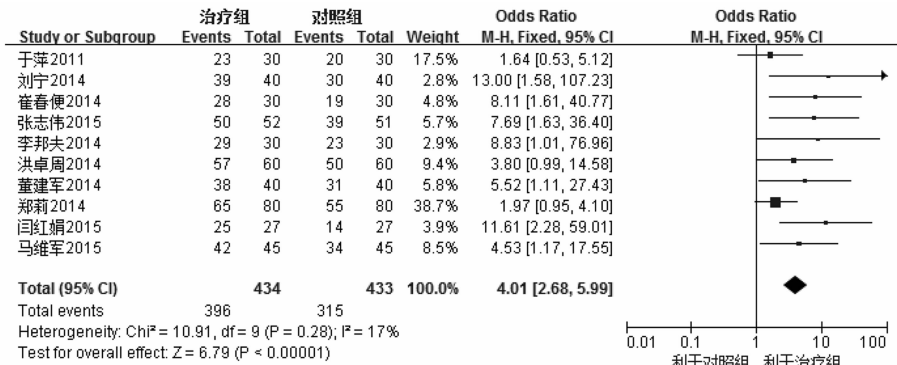 治疗组 对照组 Odds Ratio Odds Ratio
Study or Subgroup Events Total Events Total Weight M-H, Fixed, 95% CI M-H, Fixed, 95% CI
于萍2011 23 30 20 30 17.5% 1.64 [0.53, 5.12]
刘宁2014 39 40 30 40 2.8% 13.00 [1.58, 107.23]
崔春便2014 28 30 19 30 4.8% 8.11 [1.61, 40.77]
张志伟2015 50 52 39 51 5.7% 7.69 [1.63, 36.40]
李邦夫2014 29 30 23 30 2.9% 8.83 [1.01, 76.96]
洪卓周2014 57 60 50 60 9.4% 3.80 [0.99, 14.58]
董建军2014 38 40 31 40 5.8% 5.52 [1.11, 27.43]
郑莉2014 65 80 55 80 38.7% 1.97 [0.95, 4.10]
闫红娟2015 25 27 14 27 3.9% 11.61 [2.28, 59.01]
马维军2015 42 45 34 45 8.5% 4.53 [1.17, 17.55]
Total (95% CI) 434 433 100.0% 4.01 [2.68, 5.99]
Total events 396 315
Heterogeneity: Chi² = 10.91, df = 9 (P = 0.28); I² = 17%
Test for overall effect: Z = 6.79 (P < 0.00001)
0.01 0.1 1 10 100
利于对照组 利于治疗组